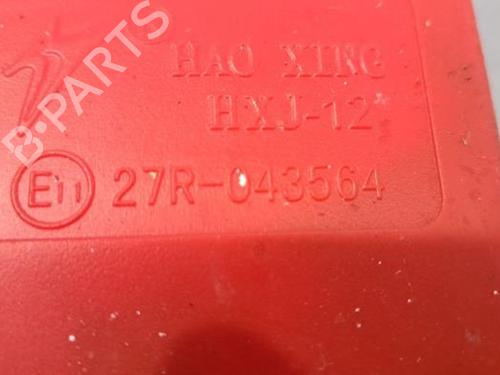 HAO XING
HXJ-12
E11 27R-043564
B-PARTS